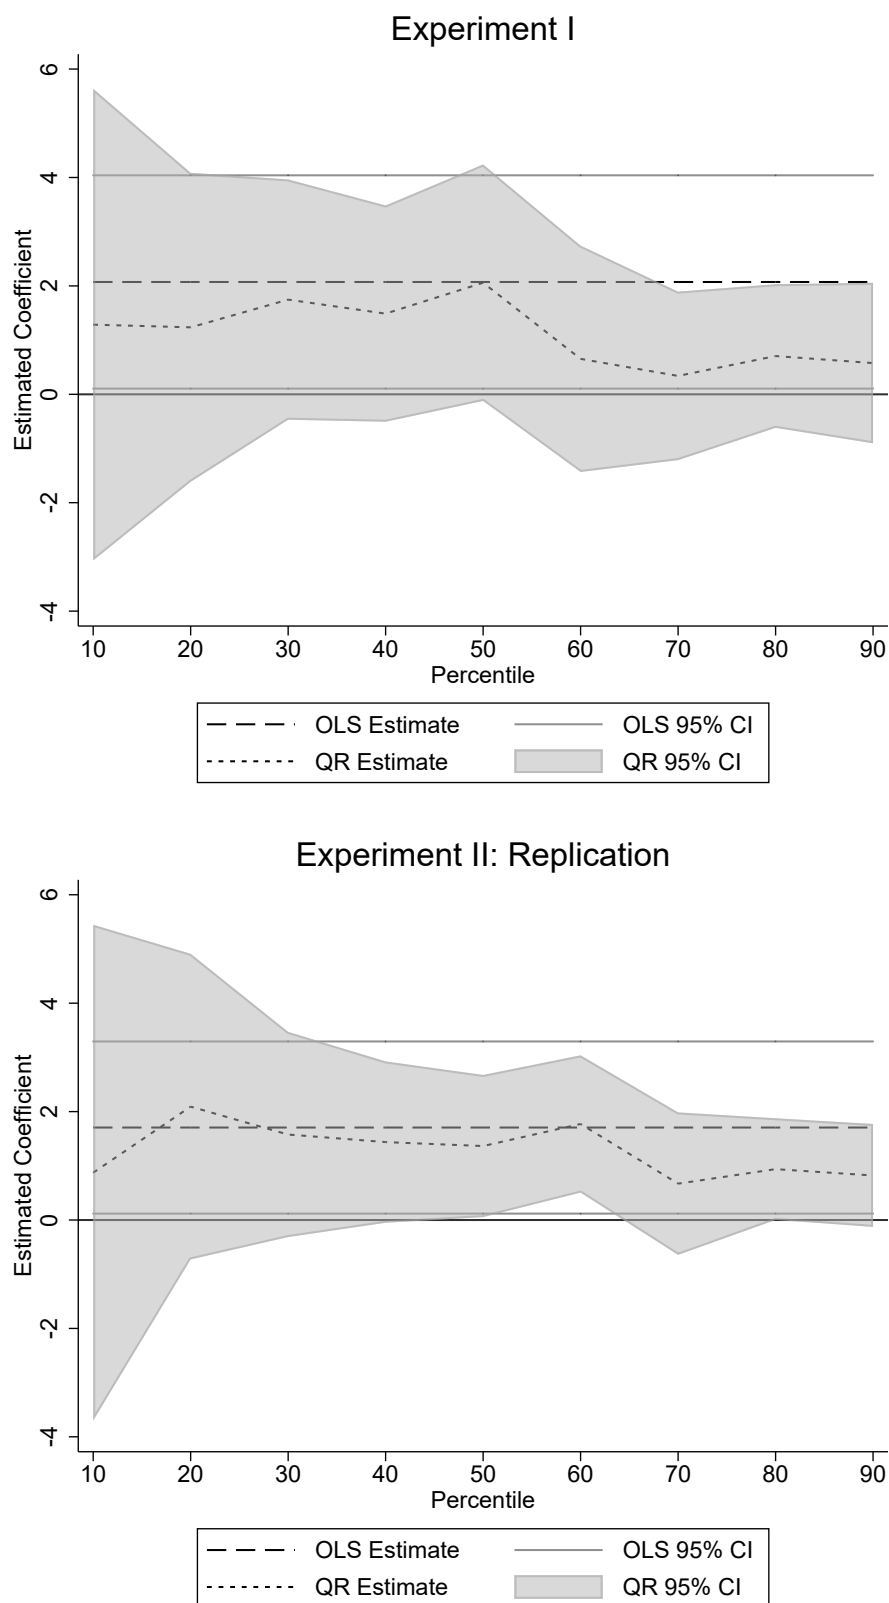 Experiment I
6
4
2
0
-2
-4
Estimated Coefficient
10 20 30 40 50 60 70 80 90
Percentile
OLS Estimate OLS 95% CI
QR Estimate QR 95% CI
Experiment II: Replication
6
4
2
0
-2
-4
Estimated Coefficient
10 20 30 40 50 60 70 80 90
Percentile
OLS Estimate OLS 95% CI
QR Estimate QR 95% CI